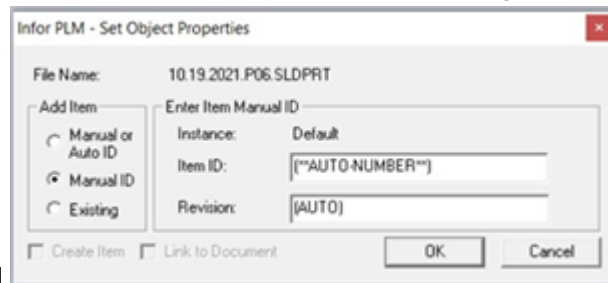 Infor PLM - Set Object Properties
File Name: 10.19.2021.P06.SLDPRT
Add Item
Manual or Auto ID
Manual ID
Existing
Enter Item Manual ID
Instance: Default
Item ID: (**AUTO-NUMBER**)
Revision: (AUTO)
Create Item Link to Document OK Cancel